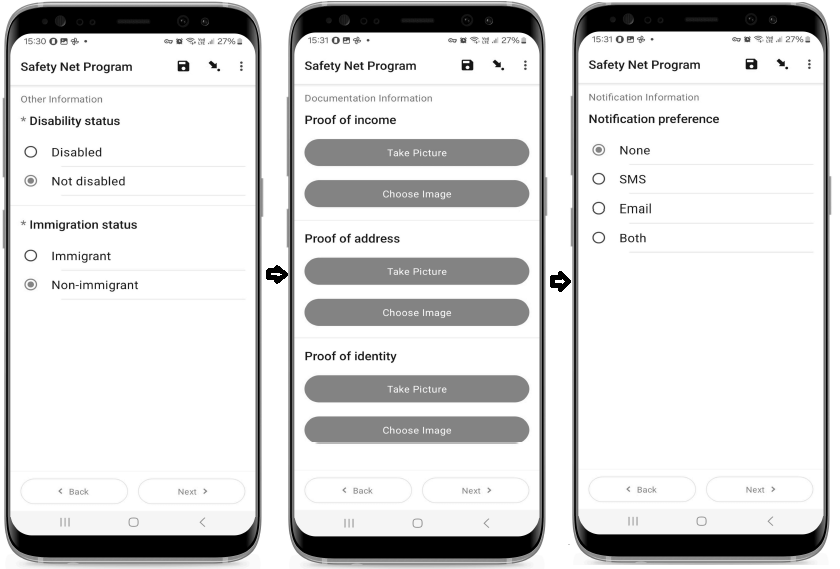 15:30
27%
Safety Net Program
Other Information
* Disability status
Disabled
Not disabled
* Immigration status
Immigrant
Non-immigrant
< Back
Next >
15:31
27%
Safety Net Program
Documentation Information
Proof of income
Take Picture
Choose Image
Proof of address
Take Picture
Choose Image
Proof of identity
Take Picture
Choose Image
< Back
Next >
15:31
27%
Safety Net Program
Notification Information
Notification preference
None
SMS
Email
Both
< Back
Next >